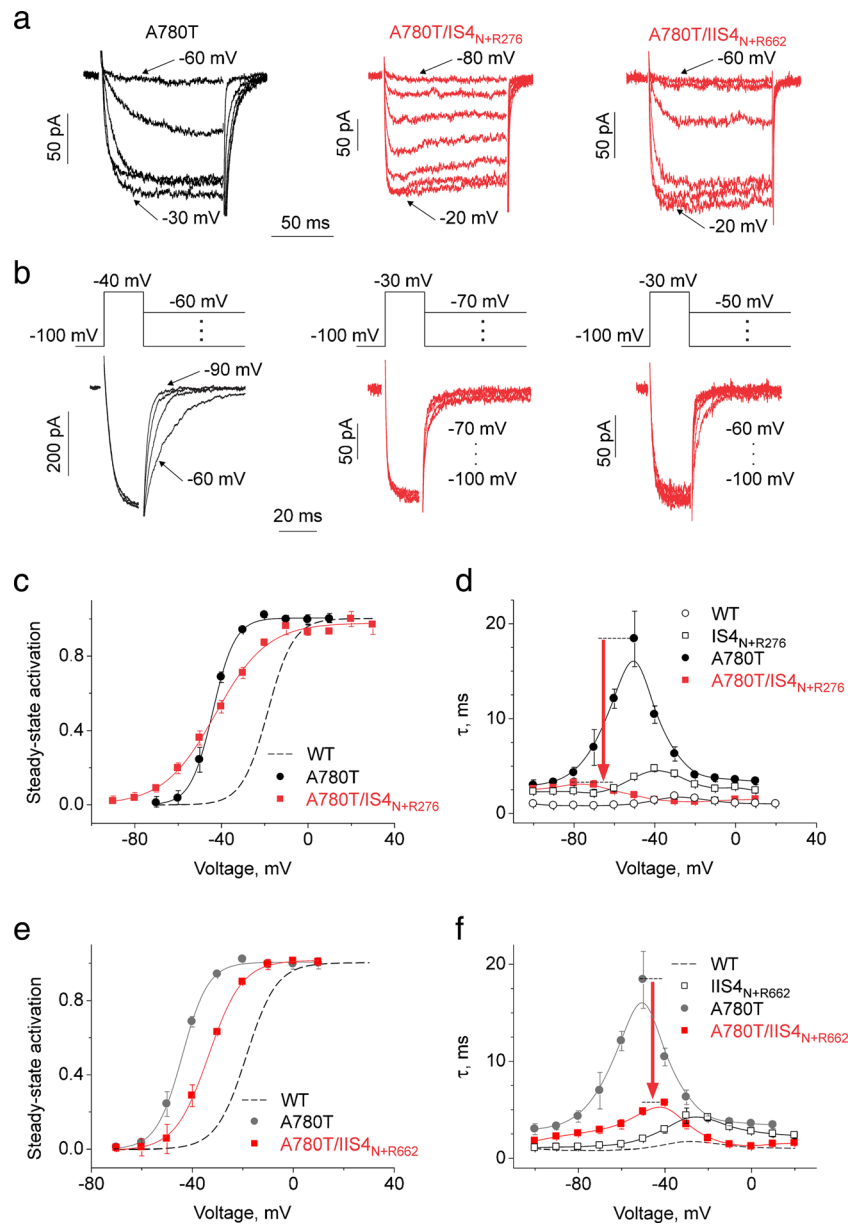 a
A780T
A780T/IS4N+R276
A780T/IIS4N+R662
-60 mV
-80 mV
-60 mV
50 pA
50 pA
50 pA
-30 mV
-20 mV
-20 mV
50 ms
b
-40 mV
-30 mV
-30 mV
-60 mV
-70 mV
-50 mV
-100 mV
-100 mV
-100 mV
-90 mV
200 pA
50 pA
50 pA
-70 mV
-60 mV
-60 mV
-100 mV
-100 mV
20 ms
c
Steady-state activation
0.8
0.4
0.0
-80
-40
0
40
Voltage, mV
WT
A780T
A780T/IS4N+R276
d
τ, ms
20
10
0
-80
-40
0
40
Voltage, mV
WT
IS4N+R276
A780T
A780T/IS4N+R276
e
Steady-state activation
0.8
0.4
0.0
-80
-40
0
40
Voltage, mV
WT
A780T
A780T/IIS4N+R662
f
τ, ms
20
10
0
-80
-40
0
Voltage, mV
WT
IIS4N+R662
A780T
A780T/IIS4N+R662